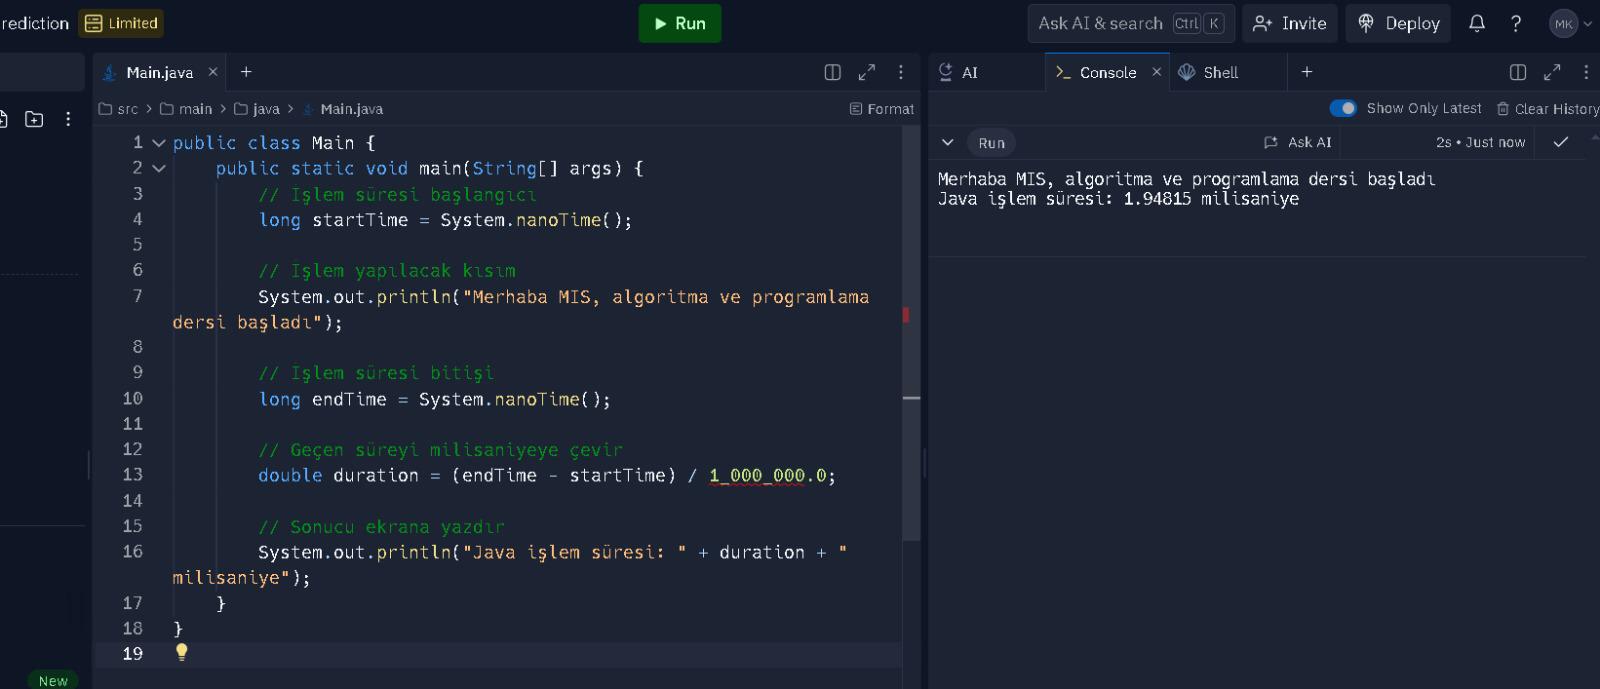 rediction Limited Run Ask AI & search Ctrl K Invite Deploy ? MK
Main.java × + AI Console × Shell +
src > main > java > Main.java Format Show Only Latest Clear History
1 public class Main {
2 public static void main(String[] args) {
3 // İşlem süresi başlangıcı
4 long startTime = System.nanoTime();
5
6 // İşlem yapılacak kısım
7 System.out.println("Merhaba MIS, algoritma ve programlama
dersi başladı");
8
9 // İşlem süresi bitişi
10 long endTime = System.nanoTime();
11
12 // Geçen süreyi milisaniyeye çevir
13 double duration = (endTime - startTime) / 1_000_000.0;
14
15 // Sonucu ekrana yazdır
16 System.out.println("Java işlem süresi: " + duration + "
milisaniye");
17 }
18 }
19
New
Run Ask AI 2s • Just now
Merhaba MIS, algoritma ve programlama dersi başladı
Java işlem süresi: 1.94815 milisaniye